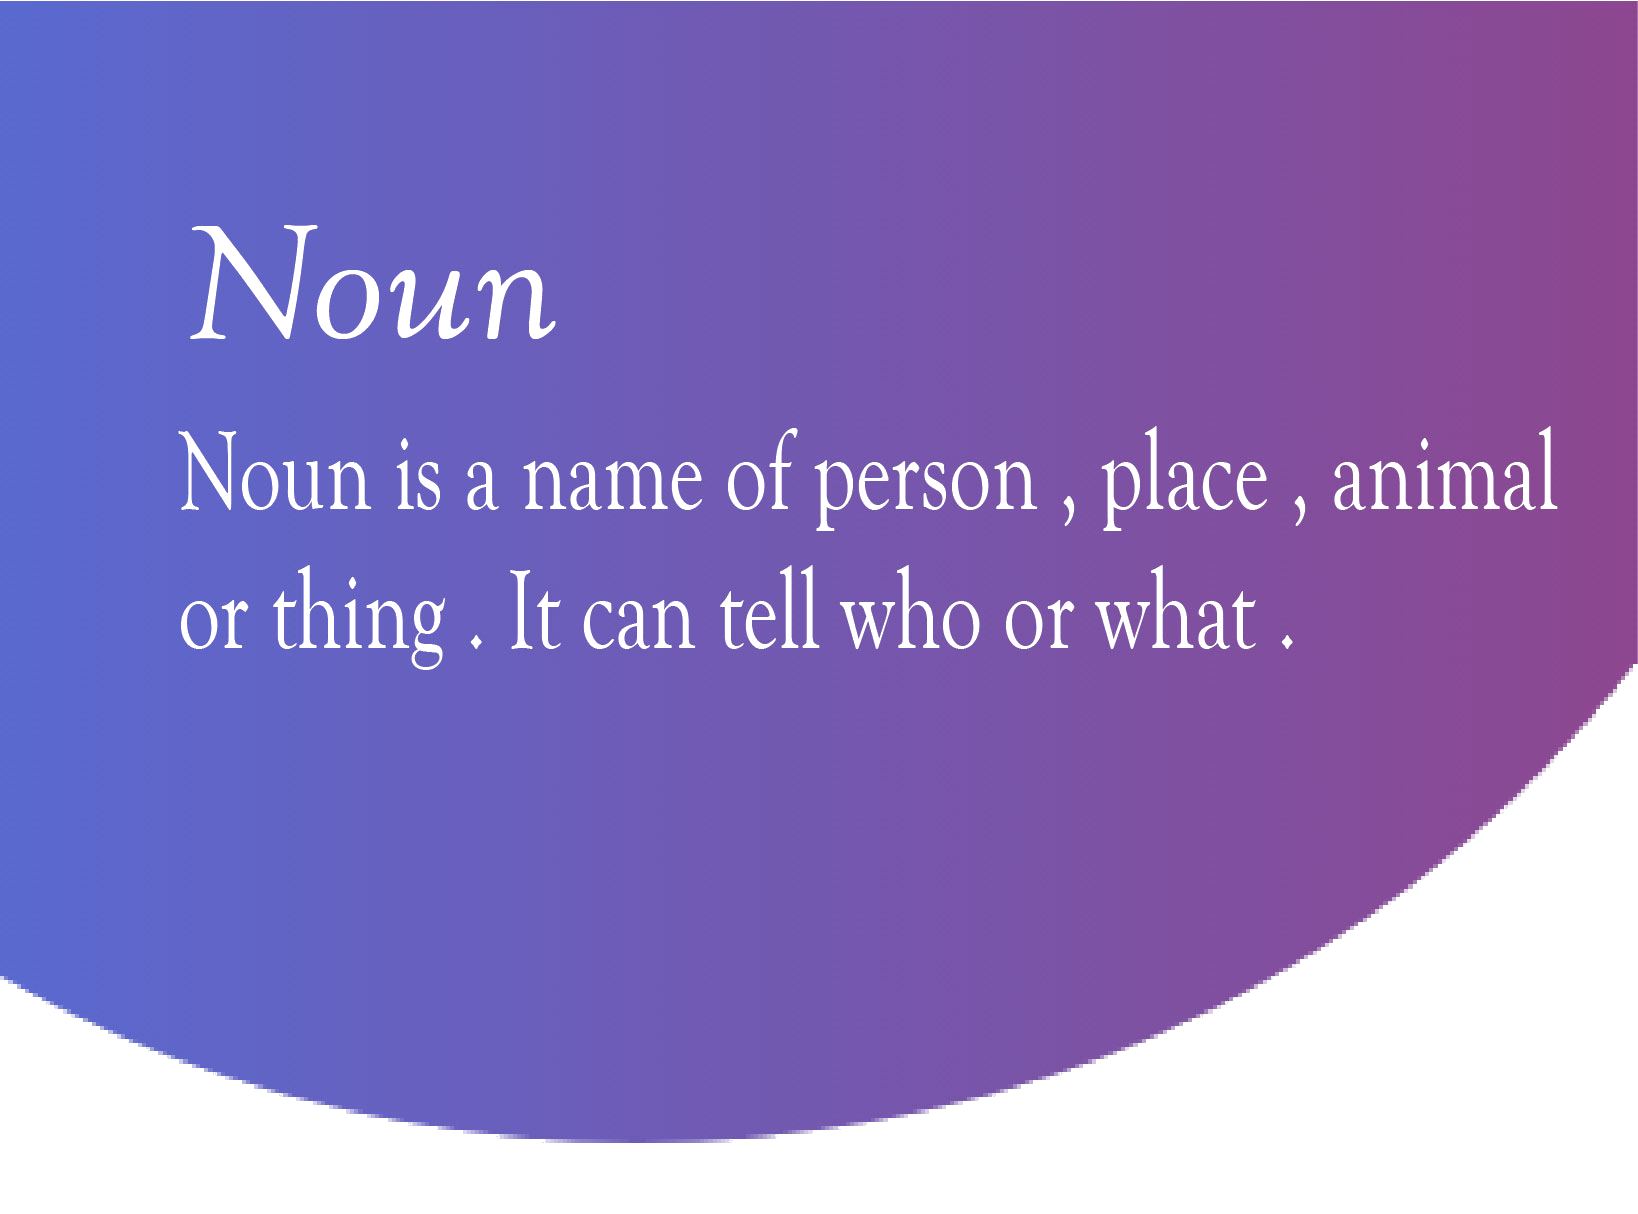 Noun
Noun is a name of person , place , animal
or thing . It can tell who or what .